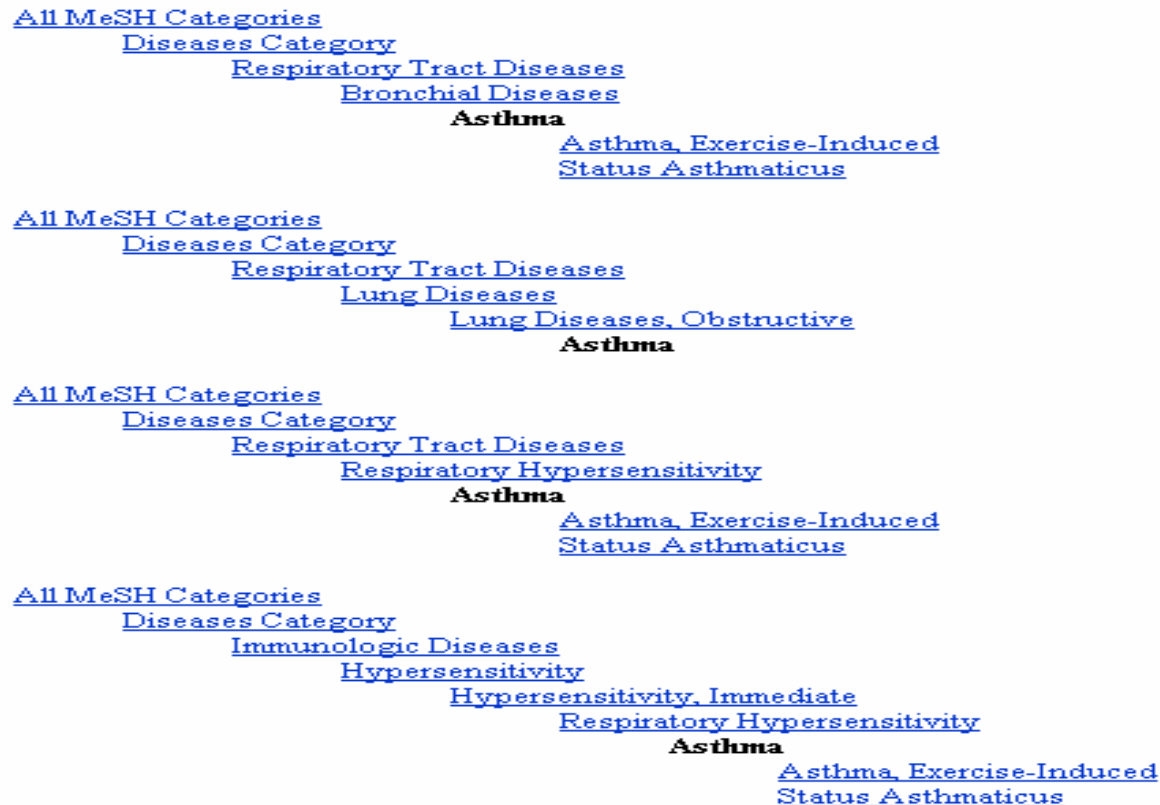 All MeSH Categories
Diseases Category
Respiratory Tract Diseases
Bronchial Diseases
Asthma
Asthma, Exercise-Induced
Status Asthmaticus
All MeSH Categories
Diseases Category
Respiratory Tract Diseases
Lung Diseases
Lung Diseases, Obstructive
Asthma
All MeSH Categories
Diseases Category
Respiratory Tract Diseases
Respiratory Hypersensitivity
Asthma
Asthma, Exercise-Induced
Status Asthmaticus
All MeSH Categories
Diseases Category
Immunologic Diseases
Hypersensitivity
Hypersensitivity, Immediate
Respiratory Hypersensitivity
Asthma
Asthma, Exercise-Induced
Status Asthmaticus